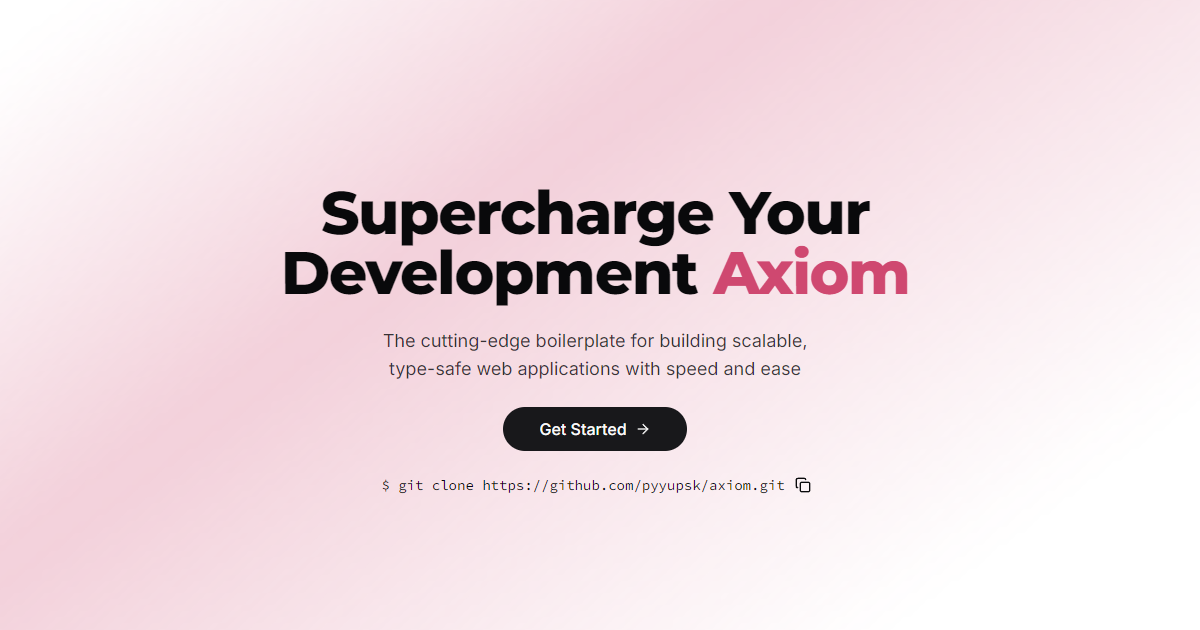 Supercharge Your
Development Axiom
The cutting-edge boilerplate for building scalable,
type-safe web applications with speed and ease
Get Started →
$ git clone https://github.com/pyyupsk/axiom.git